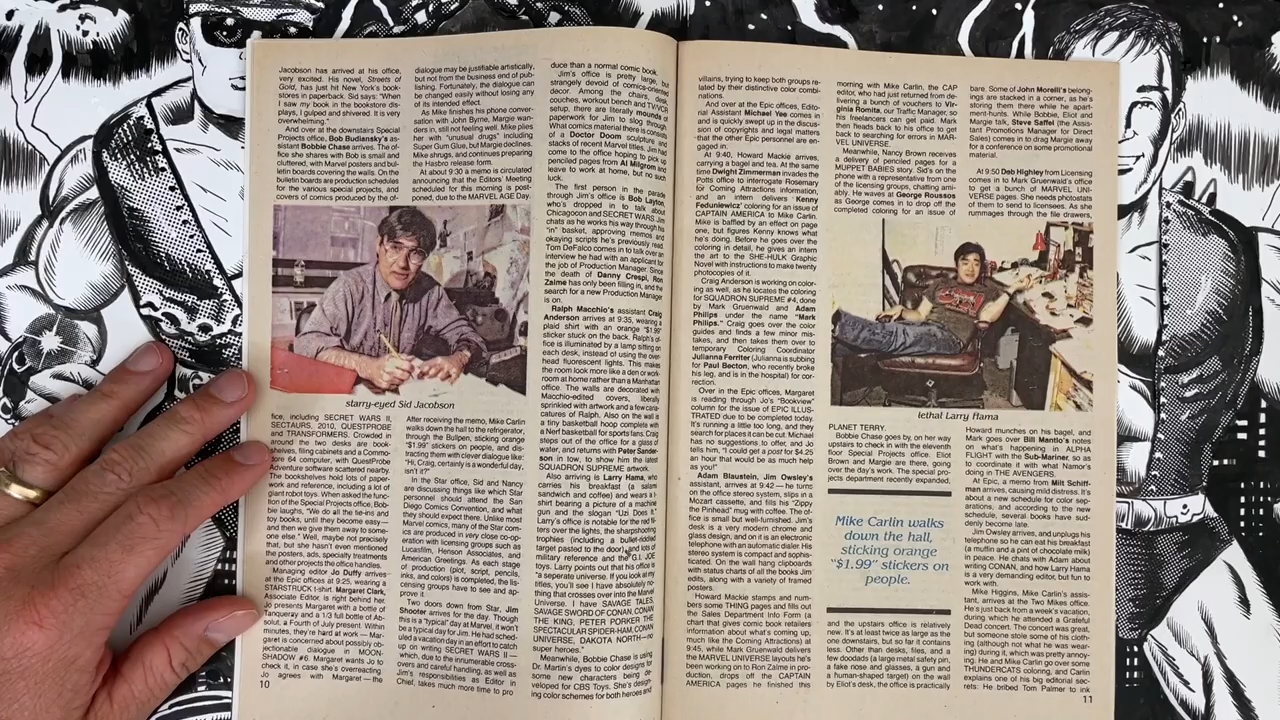 Jacobson has arrived at his office,
very excited. His novel, Streets of
Gold, has just hit New York's book-
stores in paperback. Sid says: "When
I saw my book in the bookstore dis-
plays, I gulped and shivered. It is very
overwhelming."
And over at the downstairs Special
Projects office, Bob Budiansky's as-
sistant Bobbie Chase arrives. The of-
fice she shares with Bob is small and
cluttered, with Marvel posters and bul-
letin boards covering the walls. On the
bulletin boards are production schedules
for the various special projects, and
covers of comics produced by the of-
starry-eyed Sid Jacobson
fice, including SECRET WARS II,
SECTAURS, 2010, QUESTPROBE
and TRANSFORMERS. Crowded in
around the two desks are book-
shelves, filing cabinets and a Commo-
dore 64 computer, with QuestProbe
Adventure software scattered nearby.
The bookshelves hold lots of paper-
work and reference, including a lot of
giant robot toys. When asked the func-
tion of the Special Projects office, Bob-
bie laughs, "We do all the tie-ins and
toy books, until they become easy—
and then we give them away to some-
one else." Well, maybe not precisely
that, but she hasn't even mentioned
the posters, ads, specialty treatments
and other projects the office handles.
Managing editor Jo Duffy arrives
at the Epic offices at 9:25, wearing a
STARSTRUCK T-shirt. Margaret Clark,
Associate Editor, is right behind her.
Jo presents Margaret with a bottle of
Tanqueray and a 1/3 full bottle of Ab-
solut, a Fourth of July present. Within
minutes, they're hard at work — Mar-
garet is concerned about possibly ob-
jectionable dialogue in MOON-
SHADOW #6. Margaret wants Jo to
check it, in case she's overreacting.
Jo agrees with Margaret — the
10
dialogue may be justifiable artistically,
but not from the business end of pub-
lishing. Fortunately, the dialogue can
be changed easily without losing any
of its intended effect.
As Mike finishes his phone conver-
sation with John Byrne, Margie wan-
ders in, still not feeling well. Mike plies
her with "unusual drugs" including
Super Gum Glue, but Margie declines.
Mike shrugs, and continues preparing
the Hasbro release form.
At about 9:30 a memo is circulated
announcing that the Editors Meeting
scheduled for this morning is post-
poned, due to the MARVEL AGE Day.
After receiving the memo, Mike Carlin
walks down the hall to the refrigerator,
through the Bullpen, sticking orange
"$1.99" stickers on people, and dis-
tracting them with clever dialogue like:
"Hi, Craig, certainly is a wonderful day,
isn't it?"
In the Star office, Sid and Nancy
are discussing things like which Star
personnel should attend the San
Diego Comics Convention, and what
they should expect there. Unlike most
Marvel comics, many of the Star com-
ics are produced in very close co-op-
eration with licensing groups such as
Lucasfilm, Henson Associates, and
American Greetings. As each stage
of production (plot, script, pencils,
inks, and colors) is completed, the lis-
censing groups have to see and ap-
prove it.
Two doors down from Star, Jim
Shooter arrives for the day. Though
this is a "typical" day at Marvel, it won't
be a typical day for Jim. He had sched-
uled a vacation day in an effort to catch
up on writing SECRET WARS II —
which, due to the innumerable cross-
overs and careful handling, as well as
Jim's responsibilities as Editor in
Chief, takes much more time to pro
duce than a normal comic book.
Jim's office is pretty large, but
strangely devoid of comics-oriented
decor. Among the chairs, desk,
couches, workbench and TV/VCR
setup, there are literally mounds of
paperwork for Jim to slog through.
What comics material there is consists
of a Doctor Doom sculpture and
stacks of recent Marvel titles. Jim has
come to the office hoping to pick up
penciled pages from Al Milgrom and
leave to work at home, but no such
luck.
The first person in the parade
through Jim's office is Bob Layton,
who's dropped in to talk about
Chicagocon and SECRET WARS. Jim
chats as he works his way through his
"in" basket, approving memos and
okaying scripts he's previously read.
Tom DeFalco comes in to talk over an
interview he had with an applicant for
the job of Production Manager. Since
the death of Danny Crespi, Ron
Zalme has only been filling in, and the
search for a new Production Manager
is on.
Ralph Macchio's assistant Craig
Anderson arrives at 9:35, wearing a
plaid shirt with an orange "$1.99"
sticker stuck on the back. Ralph's of-
fice is illuminated by a lamp sitting on
each desk, instead of using the over-
head fluorescent lights. This makes
the room look more like a den or work-
room at home rather than a Manhattan
office. The walls are decorated with
Macchio-edited covers, liberally
sprinkled with artwork and a few cara-
catures of Ralph. Also on the wall is
a tiny basketball hoop complete with
a Nerf basketball for sports fans. Craig
steps out of the office for a glass of
water, and returns with Peter Sander-
son in tow, to show him the latest
SQUADRON SUPREME artwork.
Also arriving is Larry Hama, who
carries his breakfast (a salami
sandwich and coffee) and wears a t-
shirt bearing a picture of a machine
gun and the slogan "Uzi Does It."
Larry's office is notable for the red fil-
ters over the lights, the sharpshooting
trophies (including a bullet-riddled
target pasted to the door), and lots of
military reference and the G.I. JOE
toys. Larry points out that his office is
"a seperate universe. If you look at my
titles, you'll see I have absolutely no-
thing that crosses over into the Marvel
Universe. I have SAVAGE TALES,
SAVAGE SWORD OF CONAN, CONAN
THE KING, PETER PORKER THE
SPECTACULAR SPIDER-HAM, CONAN
UNIVERSE, DAKOTA NORTH—no
super heroes."
Meanwhile, Bobbie Chase is using
Dr. Martin's dyes to color designs for
some new characters being de-
veloped for CBS Toys. She's design-
ing color schemes for both heroes and
villains, trying to keep both groups re-
lated by their distinctive color combi-
nations.
And over at the Epic offices, Edito-
rial Assistant Michael Yee comes in
and is quickly swept up in the discus-
sion of copyrights and legal matters
that the other Epic personnel are en-
gaged in.
At 9:40, Howard Mackie arrives,
carrying a bagel and tea. At the same
time Dwight Zimmerman invades the
Potts office to interrogate Rosemary
for Coming Attractions information,
and an intern delivers Kenny
Feduniewicz' coloring for an issue of
CAPTAIN AMERICA to Mike Carlin.
Mike is baffled by an effect on page
one, but figures Kenny knows what
he's doing. Before he goes over the
coloring in detail, he gives an intern
the art to the SHE-HULK Graphic
Novel with instructions to make twenty
photocopies of it.
Craig Anderson is working on color-
ing as well, as he locates the coloring
for SQUADRON SUPREME #4, done
by Mark Gruenwald and Adam
Philips under the name "Mark
Philips." Craig goes over the color
guides and finds a few minor mis-
takes, and then takes them over to
temporary Coloring Coordinator
Julianna Ferriter (Julianna is subbing
for Paul Becton, who recently broke
his leg, and is in the hospital) for cor-
rection.
Over in the Epic offices, Margaret
is reading through Jo's "Bookview"
column for the issue of EPIC ILLUS-
TRATED due to be completed today.
It's running a little too long, and they
search for places it can be cut. Michael
has no suggestions to offer, and Jo
tells him, "I could get a post for $4.25
an hour that would be as much help
as you!"
Adam Blaustein, Jim Owsley's
assistant, arrives at 9:42 — he turns
on the office stereo system, slips in a
Mozart cassette, and fills his "Zippy
the Pinhead" mug with coffee. The of-
fice is small but well-furnished. Jim's
desk is a very modern chrome and
glass design, and on it is an electronic
telephone with an automatic dialer. His
stereo system is compact and sophis-
ticated. On the wall hang clipboards
with status charts of all the books Jim
edits, along with a variety of framed
posters.
Howard Mackie stamps and num-
bers some THING pages and fills out
the Sales Department Info Form (a
chart that gives comic book retailers
information about what's coming up,
much like the Coming Attractions) at
9:45, while Mark Gruenwald delivers
the MARVEL UNIVERSE layouts he's
been working on to Ron Zalme in pro-
duction, drops off the CAPTAIN
AMERICA pages he finished this
morning with Mike Carlin, the CAP
editor, who had just returned from de-
livering a bunch of vouchers to Vir-
ginia Romita, our Traffic Manager, so
his freelancers can get paid. Mark
then heads back to his office to get
back to searching for errors in MAR-
VEL UNIVERSE.
Meanwhile, Nancy Brown receives
a delivery of penciled pages for a
MUPPET BABIES story. Sid's on the
phone with a representative from one
of the licensing groups, chatting ami-
ably. He waves at George Roussos
as George comes in to drop off the
completed coloring for an issue of
lethal Larry Hama
PLANET TERRY.
Bobbie Chase goes by, on her way
upstairs to check in with the eleventh
floor Special Projects office. Eliot
Brown and Margie are there, going
over the day's work. The special pro-
jects department recently expanded,
Mike Carlin walks
down the hall,
sticking orange
"$1.99" stickers on
people.
and the upstairs office is relatively
new. It's at least twice as large as the
one downstairs, but so far it contains
less. Other than desks, files, and a
few doodads (a large metal safety pin,
a fake nose and glasses, a gun and
a human-shaped target) on the wall
by Eliot's desk, the office is practically
bare. Some of John Morelli's belong-
ings are stacked in a corner, as he's
storing them there while he apart-
ment-hunts. While Bobbie, Eliot and
Margie talk, Steve Saffel (the Assis-
tant Promotions Manager for Direct
Sales) comes in to drag Margie away
for a conference on some promotional
material.
At 9:50 Deb Highley from Licensing
comes in to Mark Gruenwald's office
to get a bunch of MARVEL UNI-
VERSE pages. She needs photostats
of them to send to licensees. As she
rummages through the file drawers,
Howard munches on his bagel, and
Mark goes over Bill Mantlo's notes
on what's happening in ALPHA
FLIGHT with the Sub-Mariner, so as
to coordinate it with what Namor's
doing in THE AVENGERS.
At Epic, a memo from Milt Schiff-
man arrives, causing mild distress. It's
about a new schedule for color sep-
arations, and according to the new
schedule, several books have sud-
denly become late.
Jim Owsley arrives, and unplugs his
telephone so he can eat his breakfast
(a muffin and a pint of chocolate milk)
in peace. He chats with Adam about
writing CONAN, and how Larry Hama
is a very demanding editor, but fun to
work with.
Mike Higgins, Mike Carlin's assis-
tant, arrives at the Two Mikes office.
He's just back from a week's vacation,
during which he attended a Grateful
Dead concert. The concert was great,
but someone stole some of his cloth-
ing (although not what he was wear-
ing) during it, which was pretty annoy-
ing. He and Mike Carlin go over some
THUNDERCATS coloring, and Carlin
explains one of his big editorial sec-
rets: He bribed Tom Palmer to ink
11